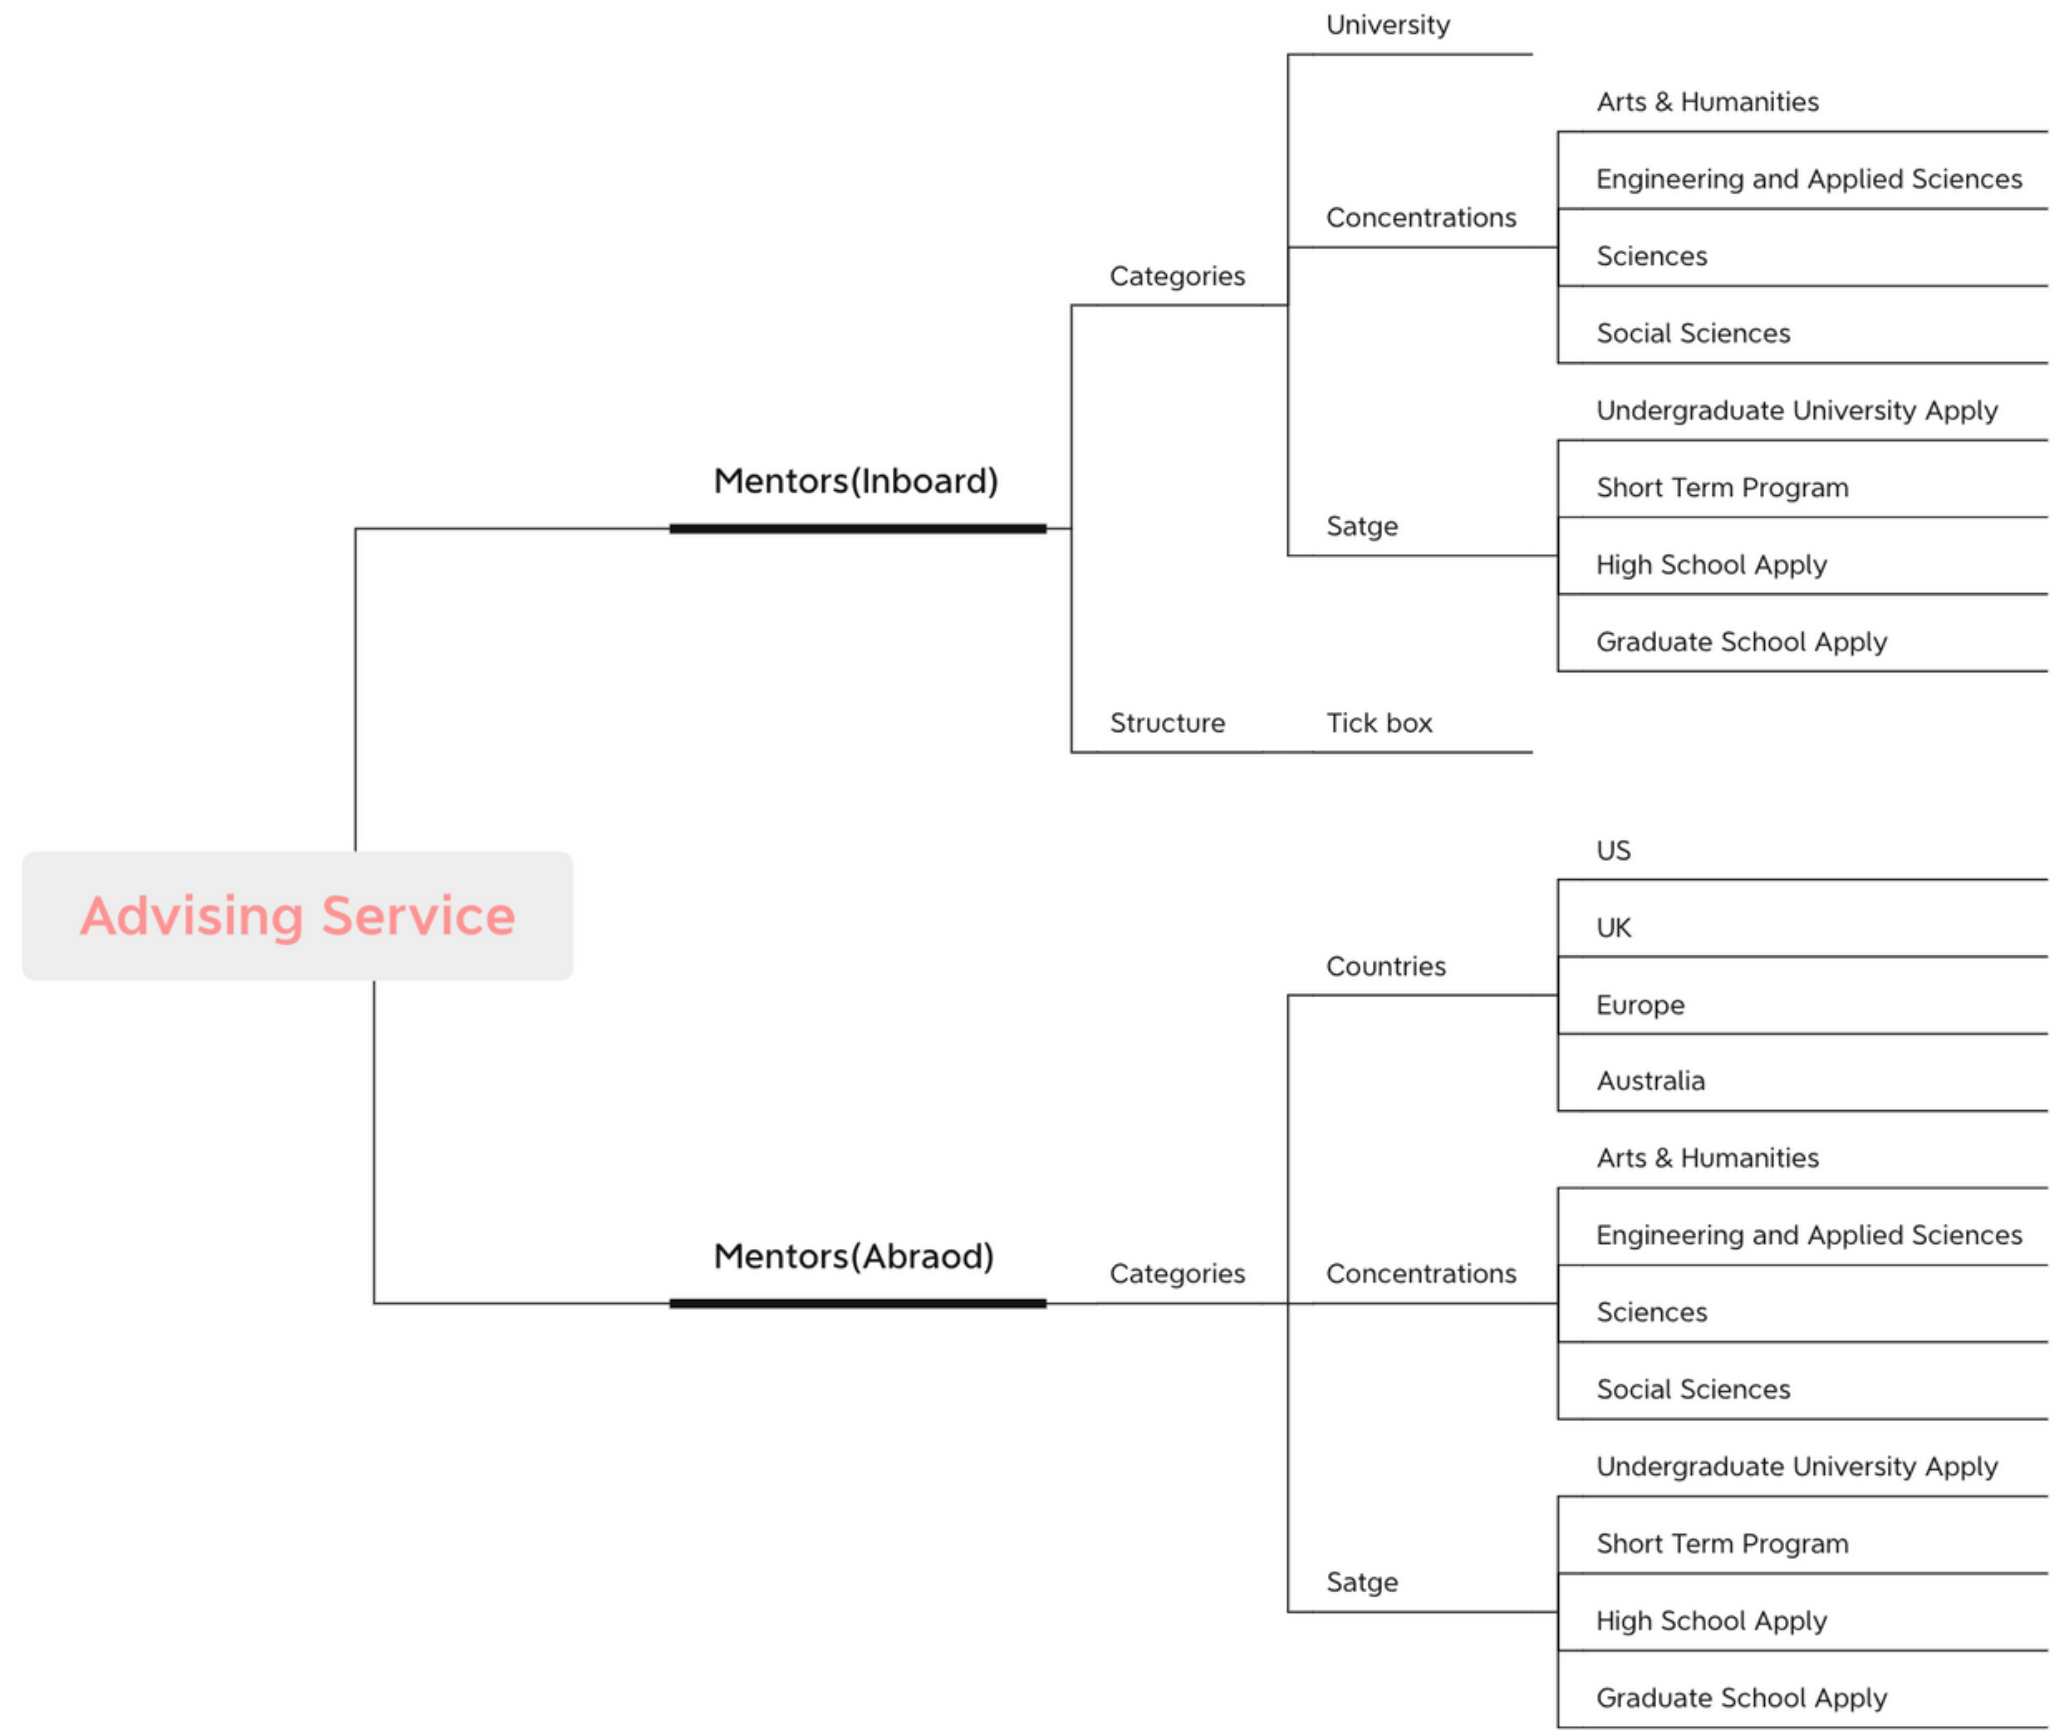 University
Arts & Humanities
Engineering and Applied Sciences
Concentrations
Sciences
Categories
Social Sciences
Undergraduate University Apply
Mentors(Inboard)
Short Term Program
Satge
High School Apply
Graduate School Apply
Structure
Tick box
US
Advising Service
UK
Countries
Europe
Australia
Arts & Humanities
Engineering and Applied Sciences
Mentors(Abraod)
Categories
Concentrations
Sciences
Social Sciences
Undergraduate University Apply
Short Term Program
Satge
High School Apply
Graduate School Apply